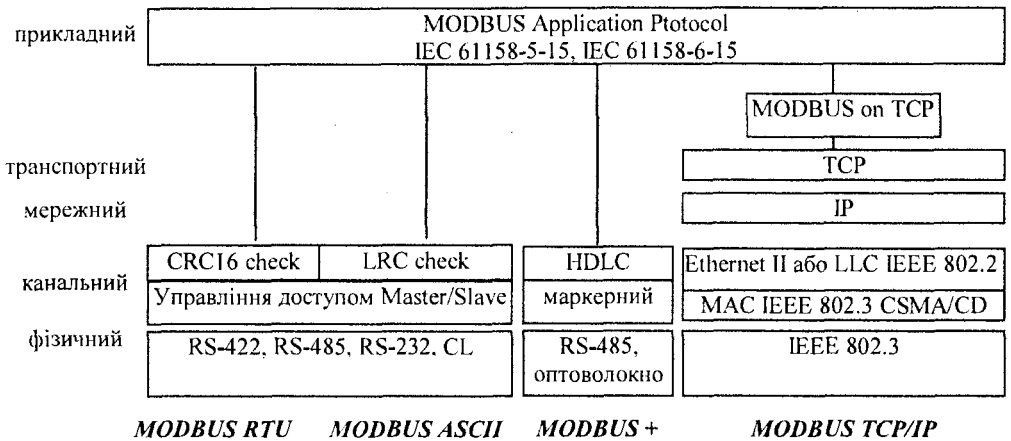 прикладний
MODBUS Application Ptotocol
IEC 61158-5-15, IEC 61158-6-15
MODBUS on TCP
транспортний
TCP
мережний
IP
канальний
CRC16 check
LRC check
HDLC
Ethernet II або LLC IEEE 802.2
Управління доступом Master/Slave
маркерний
MAC IEEE 802.3 CSMA/CD
фізичний
RS-422, RS-485, RS-232, CL
RS-485,
оптоволокно
IEEE 802.3
MODBUS RTU
MODBUS ASCII
MODBUS +
MODBUS TCP/IP